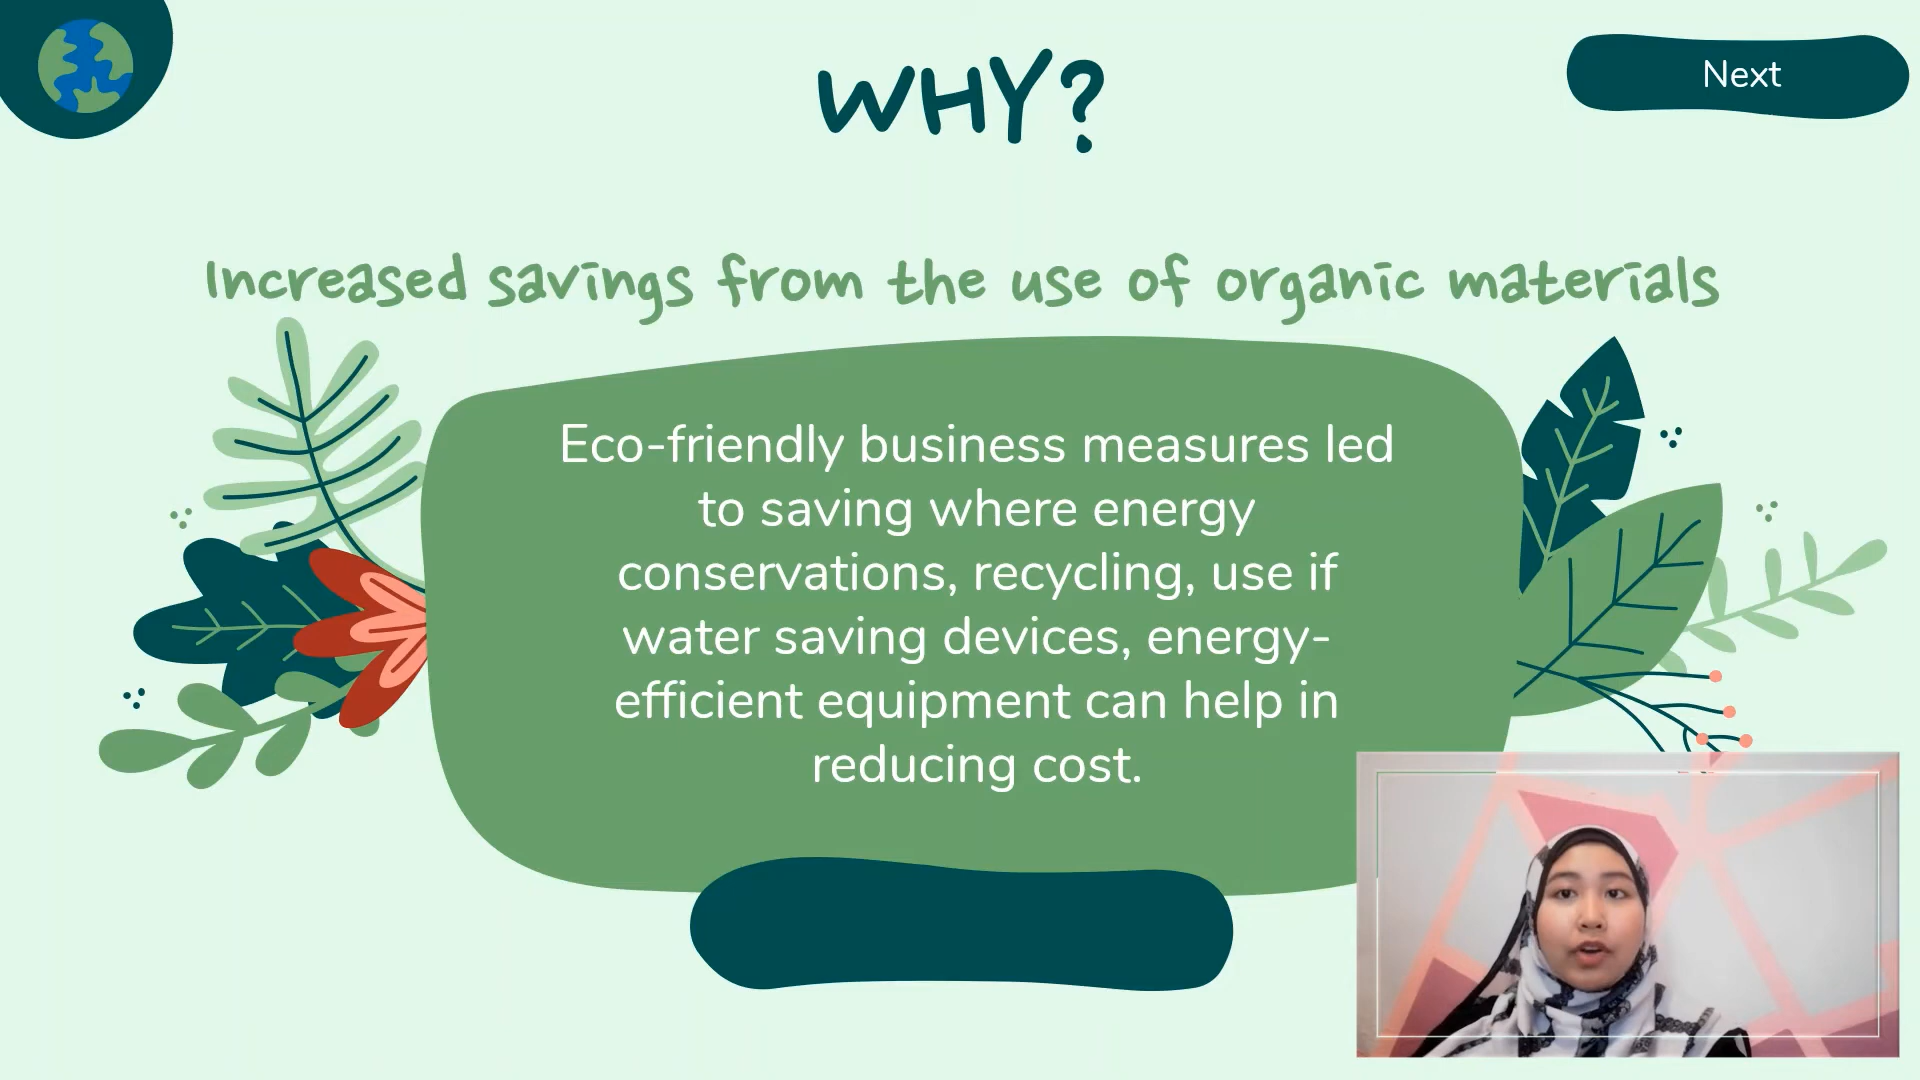 WHY?
Next
Increased savings from the use of organic materials
Eco-friendly business measures led
to saving where energy
conservations, recycling, use if
water saving devices, energy-
efficient equipment can help in
reducing cost.